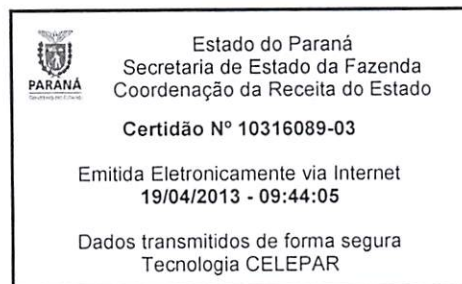 Estado do Paraná
Secretaria de Estado da Fazenda
PARANÁ
Coordenação da Receita do Estado
Certidão Nº 10316089-03
Emitida Eletronicamente via Internet
19/04/2013 - 09:44:05
Dados transmitidos de forma segura
Tecnologia CELEPAR